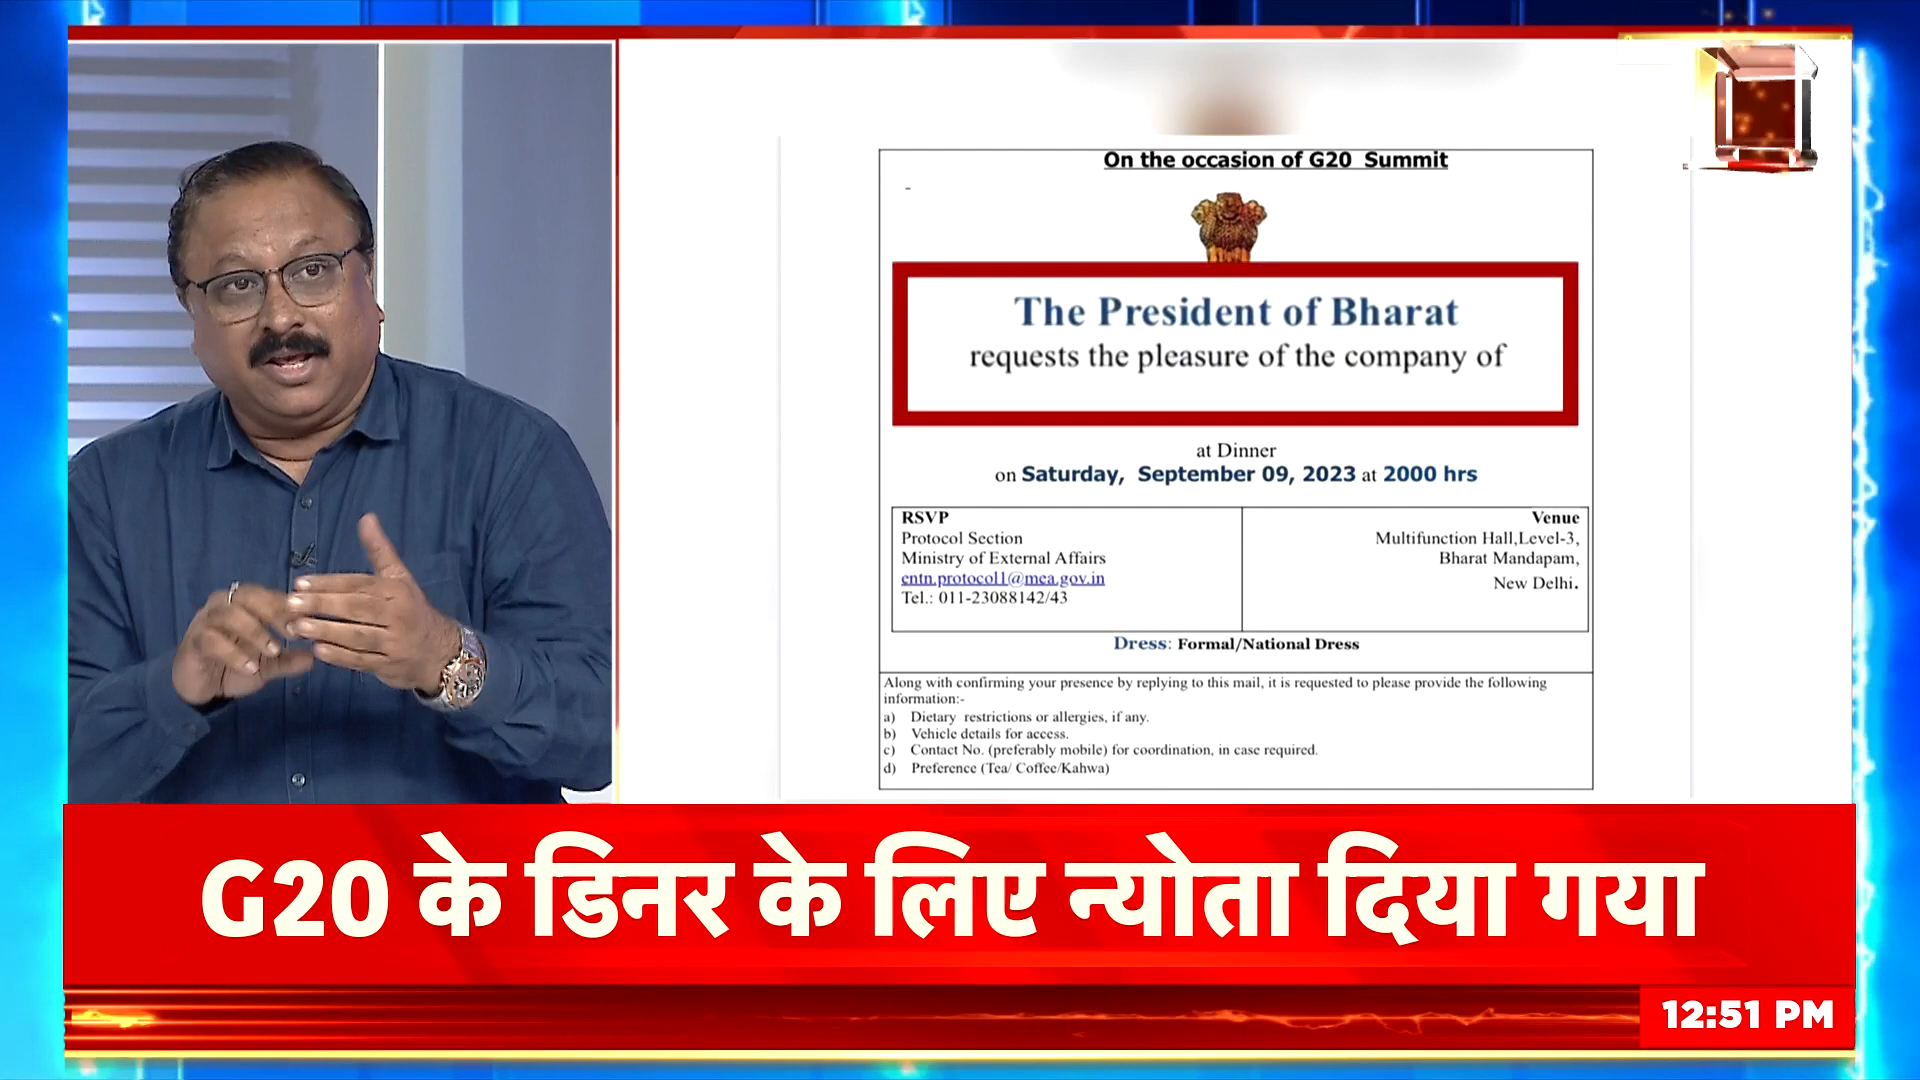 On the occasion of G20 Summit
The President of Bharat
requests the pleasure of the company of
at Dinner
on Saturday, September 09, 2023 at 2000 hrs
RSVP
Protocol Section
Ministry of External Affairs
cntn.protocol1@mea.gov.in
Tel.: 011-23088142/43
Venue
Multifunction Hall,Level-3,
Bharat Mandapam,
New Delhi.
Dress: Formal/National Dress
Along with confirming your presence by replying to this mail, it is requested to please provide the following
information:-
a) Dietary restrictions or allergies, if any.
b) Vehicle details for access.
c) Contact No. (preferably mobile) for coordination, in case required.
d) Preference (Tea/ Coffee/Kahwa)
G20 के डिनर के लिए न्योता दिया गया
12:51 PM